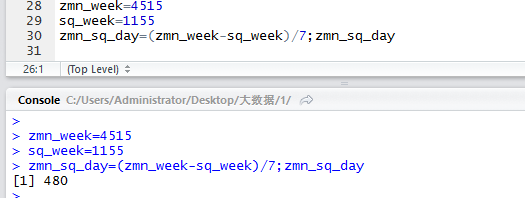 28 zmn_week=4515
29 sq_week=1155
30 zmn_sq_day=(zmn_week-sq_week)/7;zmn_sq_day
31
26:1 (Top Level)
Console C:/Users/Administrator/Desktop/大数据/1/
>
> zmn_week=4515
> sq_week=1155
> zmn_sq_day=(zmn_week-sq_week)/7;zmn_sq_day
[1] 480
>